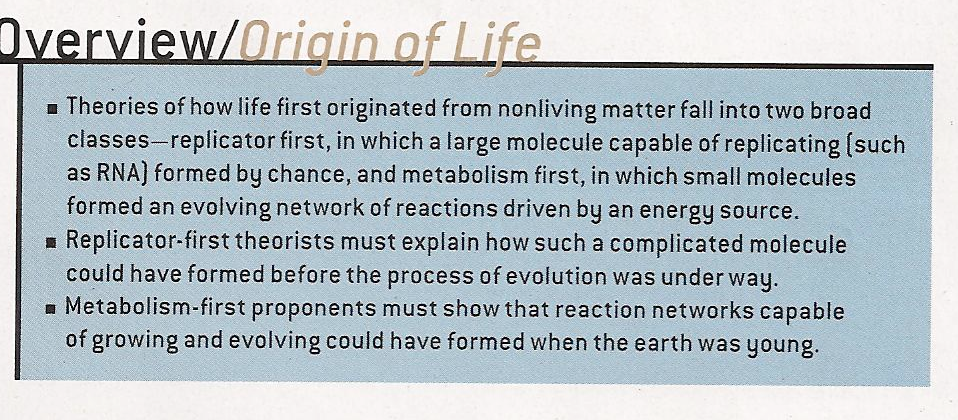 Overview/Origin of Life
■ Theories of how life first originated from nonliving matter fall into two broad
classes—replicator first, in which a large molecule capable of replicating (such
as RNA) formed by chance, and metabolism first, in which small molecules
formed an evolving network of reactions driven by an energy source.
■ Replicator-first theorists must explain how such a complicated molecule
could have formed before the process of evolution was under way.
■ Metabolism-first proponents must show that reaction networks capable
of growing and evolving could have formed when the earth was young.